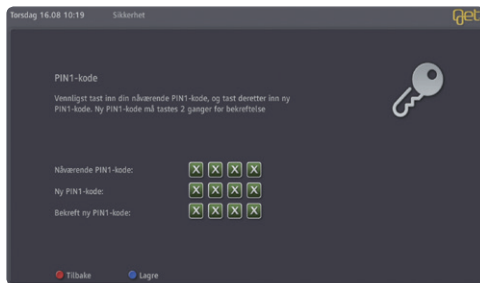 Torsdag 16.08 10:19 Sikkerhet get
PIN1-kode
Vennligst tast inn din nåværende PIN1-kode, og tast deretter inn ny
PIN1-kode. Ny PIN1-kode må tastes 2 ganger for bekreftelse
Nåværende PIN1-kode: X X X X
Ny PIN1-kode: X X X X
Bekreft ny PIN1-kode: X X X X
Tilbake Lagre